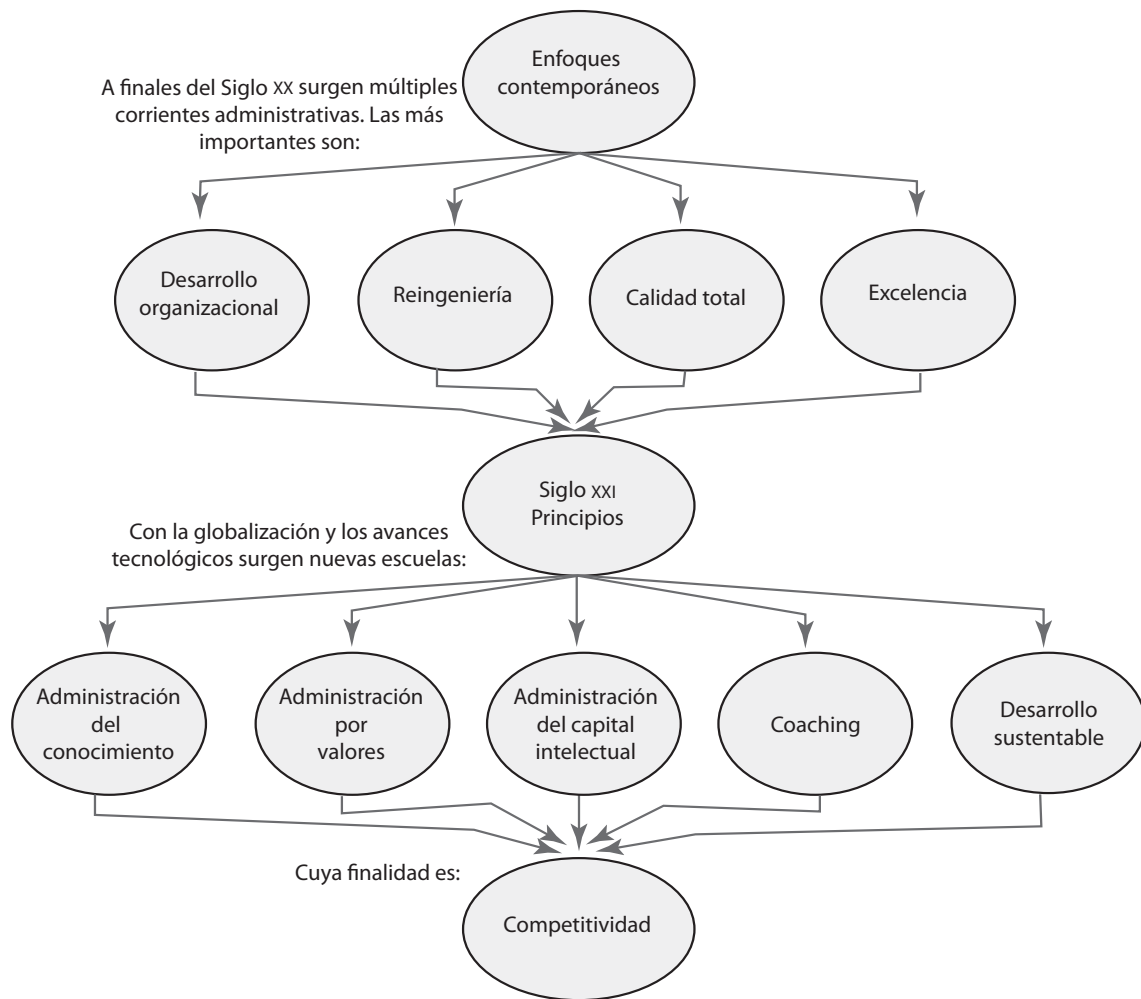 Enfoques
contemporáneos
A finales del Siglo XX surgen múltiples
corrientes administrativas. Las más
importantes son:
Desarrollo
organizacional
Reingeniería
Calidad total
Excelencia
Siglo XXI
Principios
Con la globalización y los avances
tecnológicos surgen nuevas escuelas:
Administración
del
conocimiento
Administración
por
valores
Administración
del capital
intelectual
Coaching
Desarrollo
sustentable
Cuya finalidad es:
Competitividad